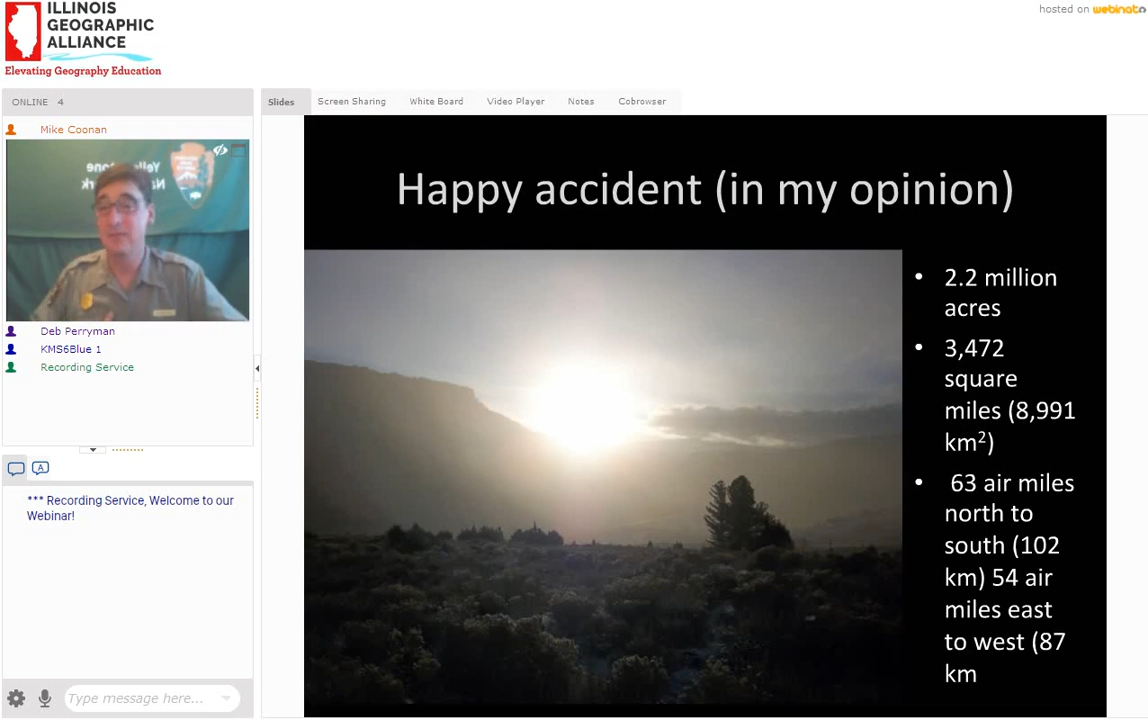 ILLINOIS
GEOGRAPHIC
ALLIANCE
Elevating Geography Education
hosted on webinato
ONLINE 4
Mike Coonan
Deb Perryman
KMS6Blue 1
Recording Service
*** Recording Service, Welcome to our
Webinar!
Type message here...
Slides
Screen Sharing
White Board
Video Player
Notes
Cobrowser
Happy accident (in my opinion)
• 2.2 million
acres
• 3,472
square
miles (8,991
km²)
• 63 air miles
north to
south (102
km) 54 air
miles east
to west (87
km